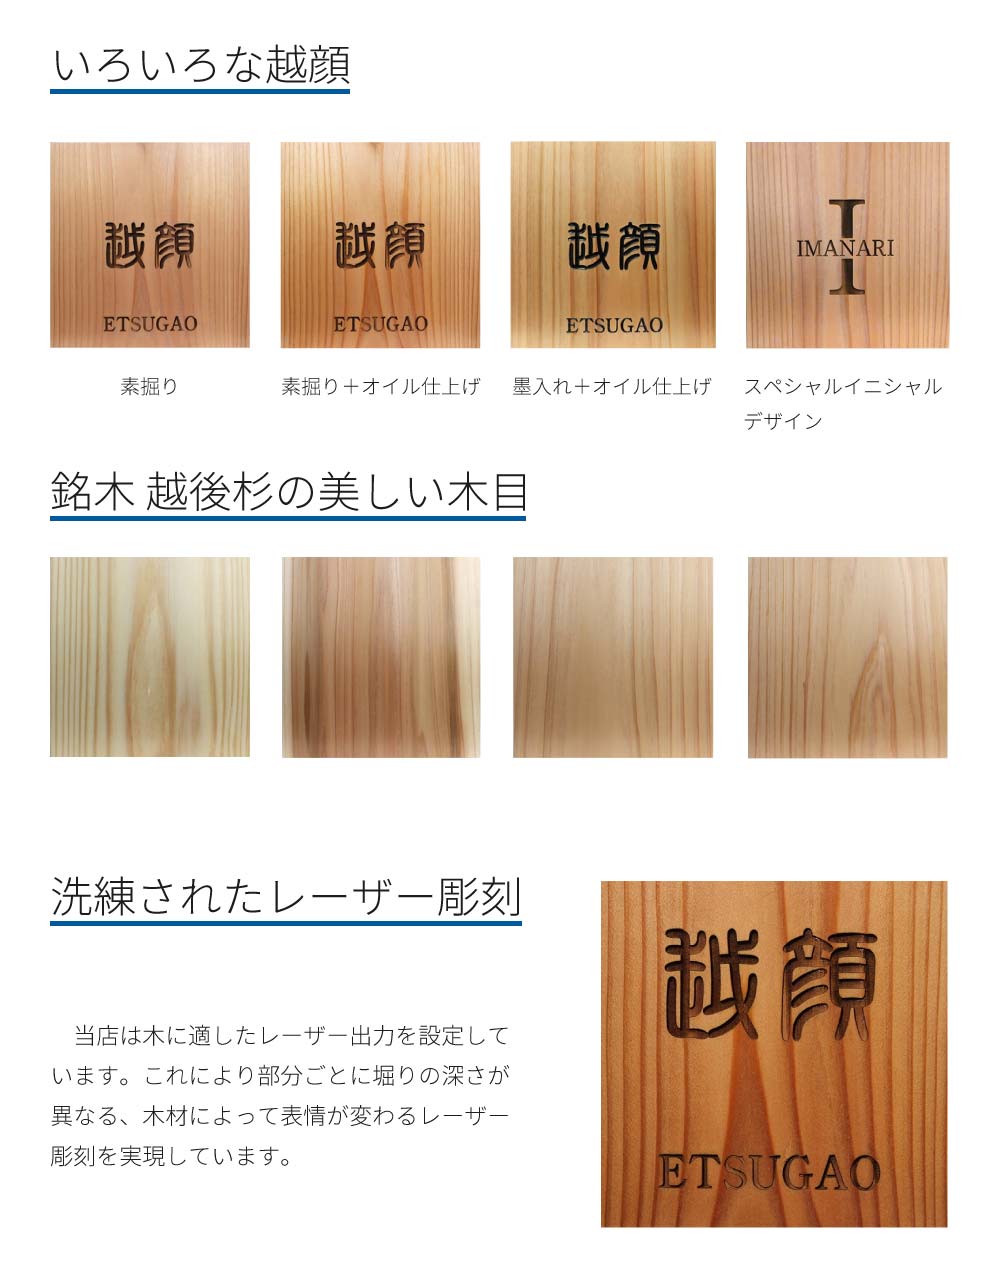 いろいろな越顔
越顔
ETSUGAO
越顔
ETSUGAO
越顔
ETSUGAO
I
IMANARI
素掘り
素掘り＋オイル仕上げ
墨入れ＋オイル仕上げ
スペシャルイニシャル
デザイン
銘木 越後杉の美しい木目
洗練されたレーザー彫刻
当店は木に適したレーザー出力を設定して
います。これにより部分ごとに堀りの深さが
異なる、木材によって表情が変わるレーザー
彫刻を実現しています。
越顔
ETSUGAO